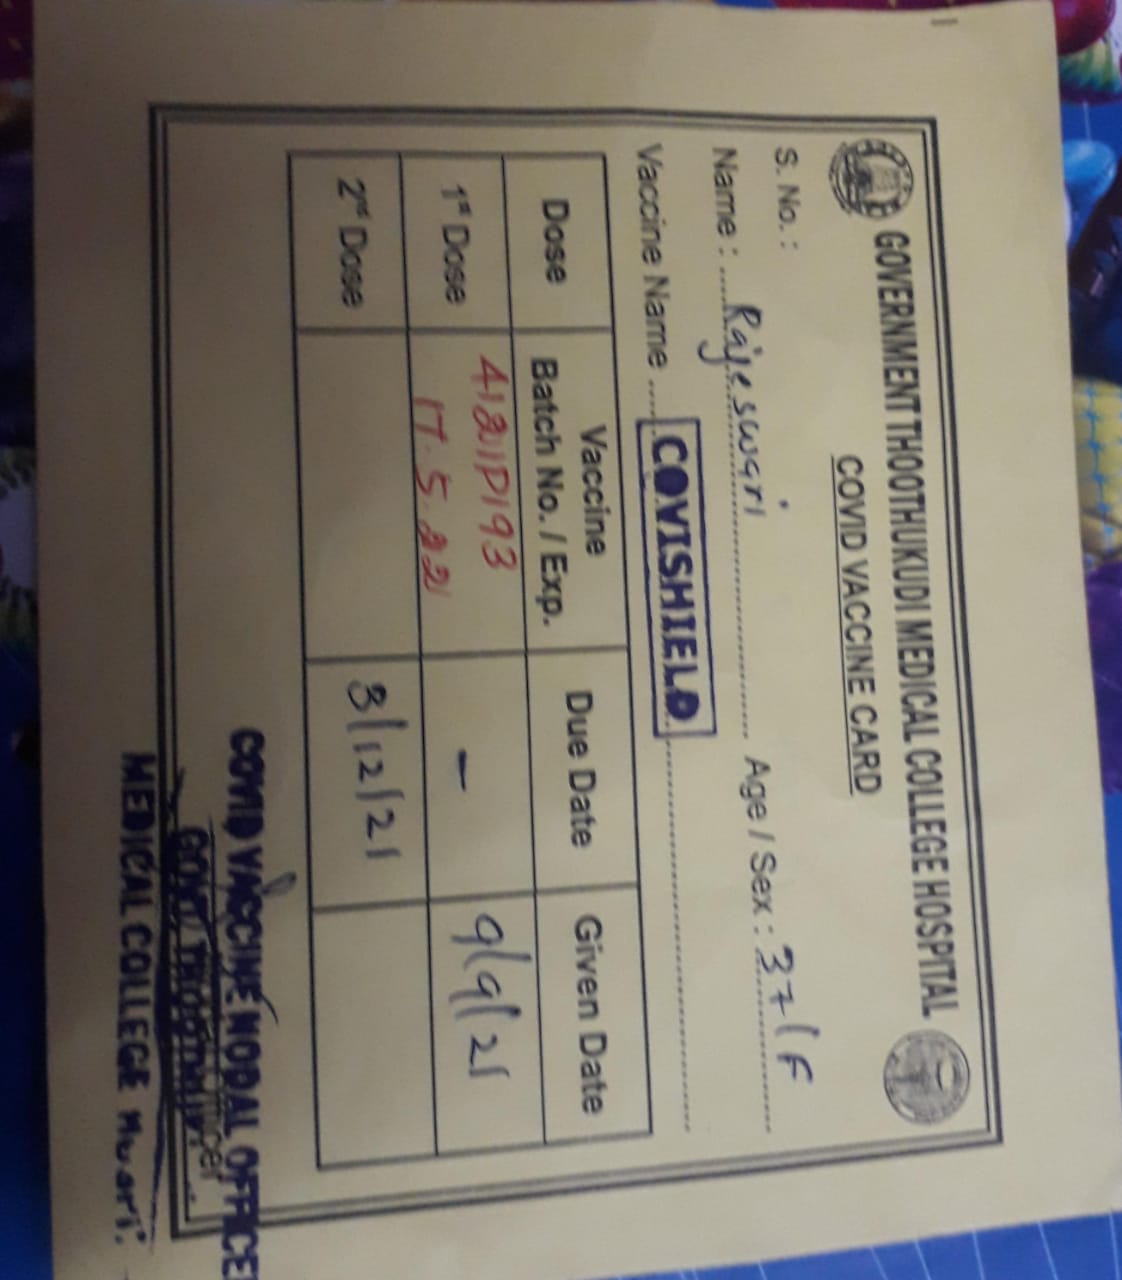 GOVERNMENT THOOTHUKUDI MEDICAL COLLEGE HOSPITAL
COVID VACCINE CARD
S. No. :
Name : Rajeswari Age / Sex : 37/F
Vaccine Name COVISHIELD
Dose Vaccine Batch No. / Exp. Due Date Given Date
1st Dose 4121P193 17.5.22 - 9/9/21
2nd Dose 3/12/21
COVID VACCINE NODAL OFFICER
MEDICAL COLLEGE